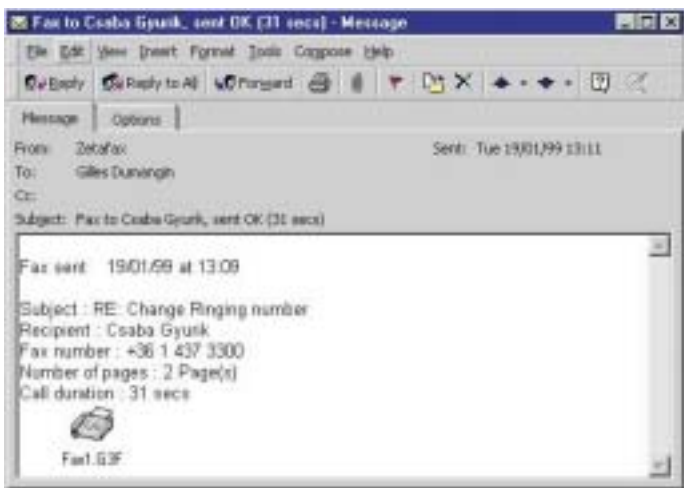 Fax to Csaba Gyurik, sent OK (31 secs) - Message
File Edit View Insert Format Tools Compose Help
Reply Reply to All Forward
Message Options
From: Zetafax Sent: Tue 19/01/99 13:11
To: Gilles Dumangin
Cc:
Subject: Fax to Csaba Gyurik, sent OK (31 secs)
Fax sent 19/01/99 at 13:09
Subject : RE: Change Ringing number
Recipient : Csaba Gyurik
Fax number : +36 1 437 3300
Number of pages : 2 Page(s)
Call duration : 31 secs
Fax1.G3F